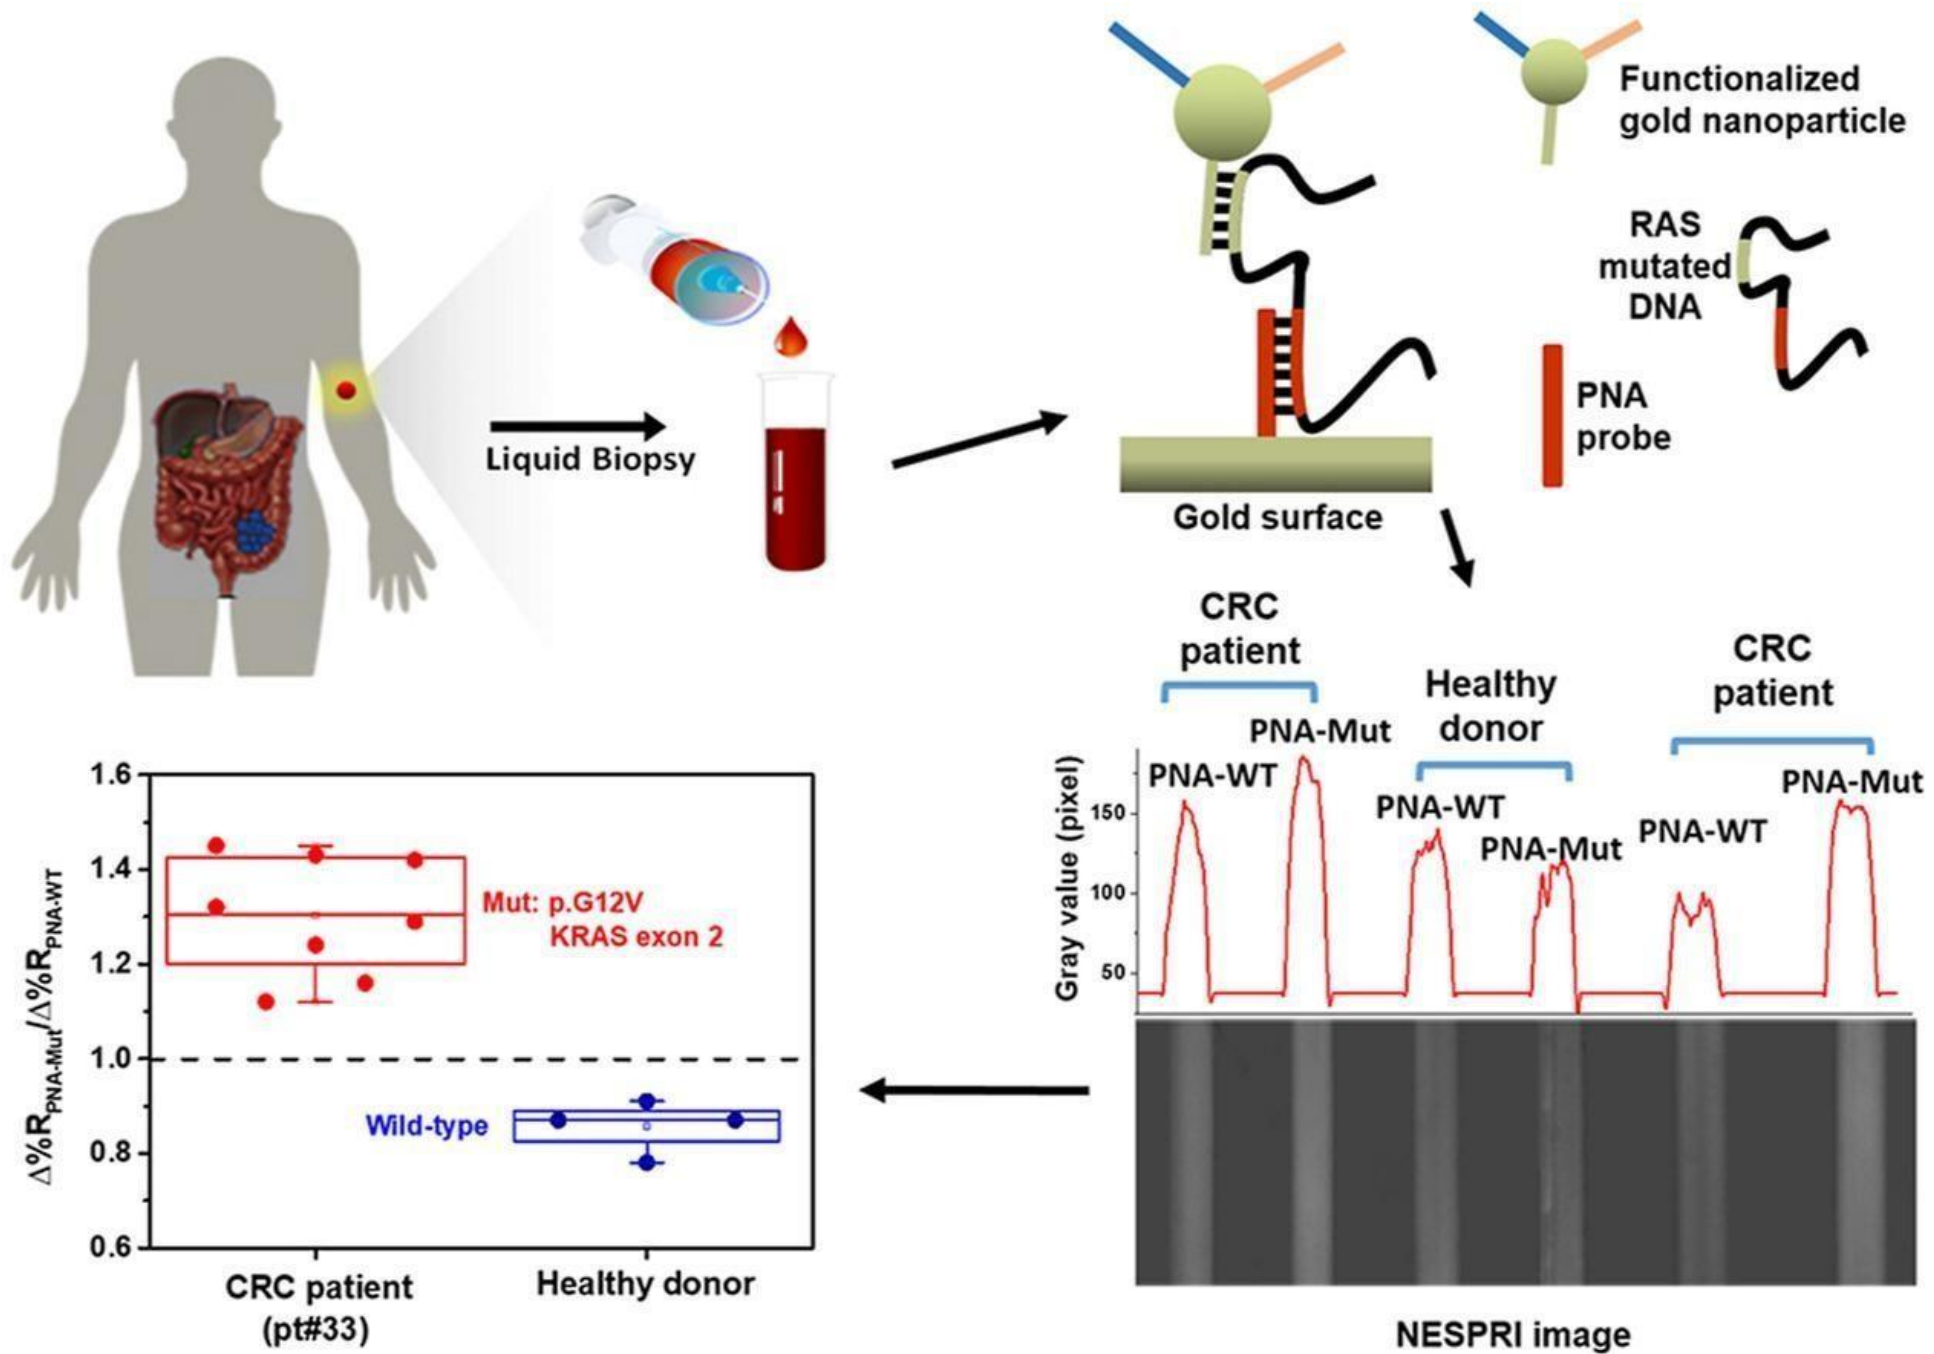 Functionalized
gold nanoparticle
RAS
mutated
DNA
PNA
probe
Liquid Biopsy
Gold surface
CRC
patient
Healthy
donor
CRC
patient
PNA-WT
PNA-Mut
PNA-WT
PNA-Mut
PNA-WT
PNA-Mut
Gray value (pixel)
150
100
50
NESPRI image
Δ%R_PNA-Mut/Δ%R_PNA-WT
1.6
1.4
1.2
1.0
0.8
0.6
Mut: p.G12V
KRAS exon 2
Wild-type
CRC patient
(pt#33)
Healthy donor